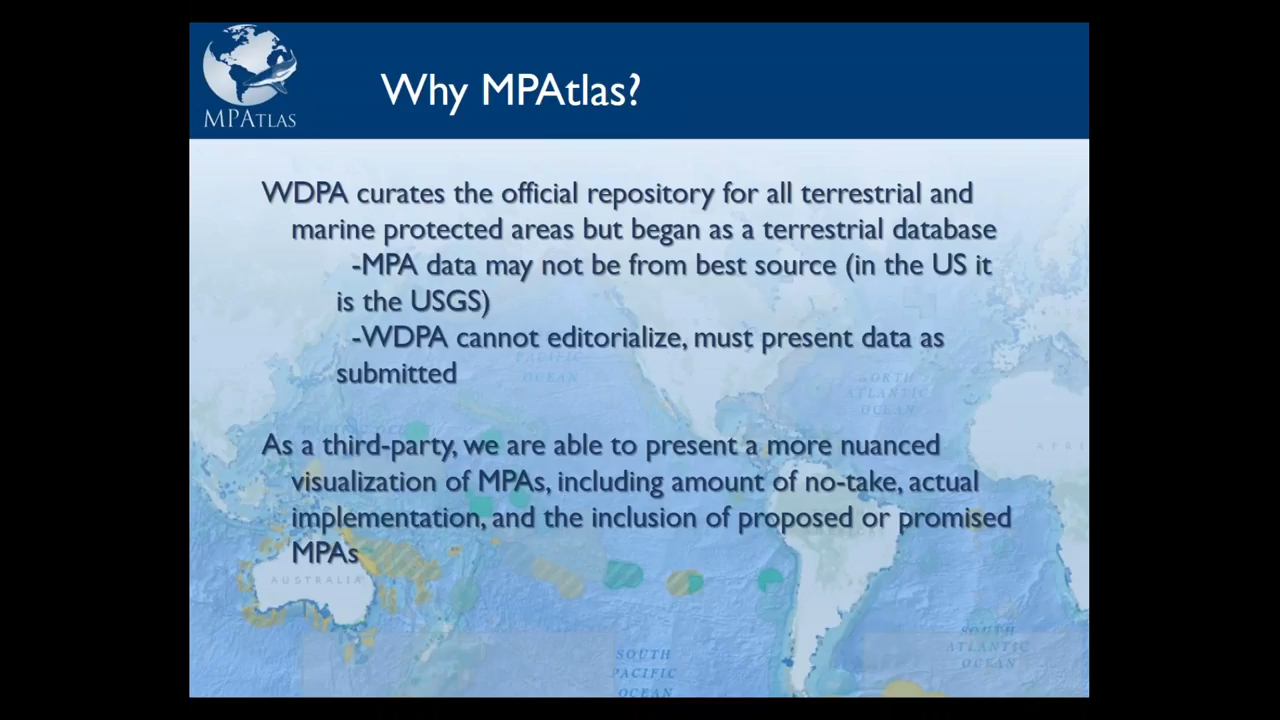 MPATLAS
Why MPAtlas?
WDPA curates the official repository for all terrestrial and
marine protected areas but began as a terrestrial database
-MPA data may not be from best source (in the US it
is the USGS)
-WDPA cannot editorialize, must present data as
submitted
PACIFIC
OCEAN
NORTH
ATLANTIC
OCEAN
As a third-party, we are able to present a more nuanced
visualization of MPAs, including amount of no-take, actual
implementation, and the inclusion of proposed or promised
MPAs
AUSTRALIA
SOUTH
PACIFIC
OCEAN
SOUTH
ATLANTIC
OCEAN